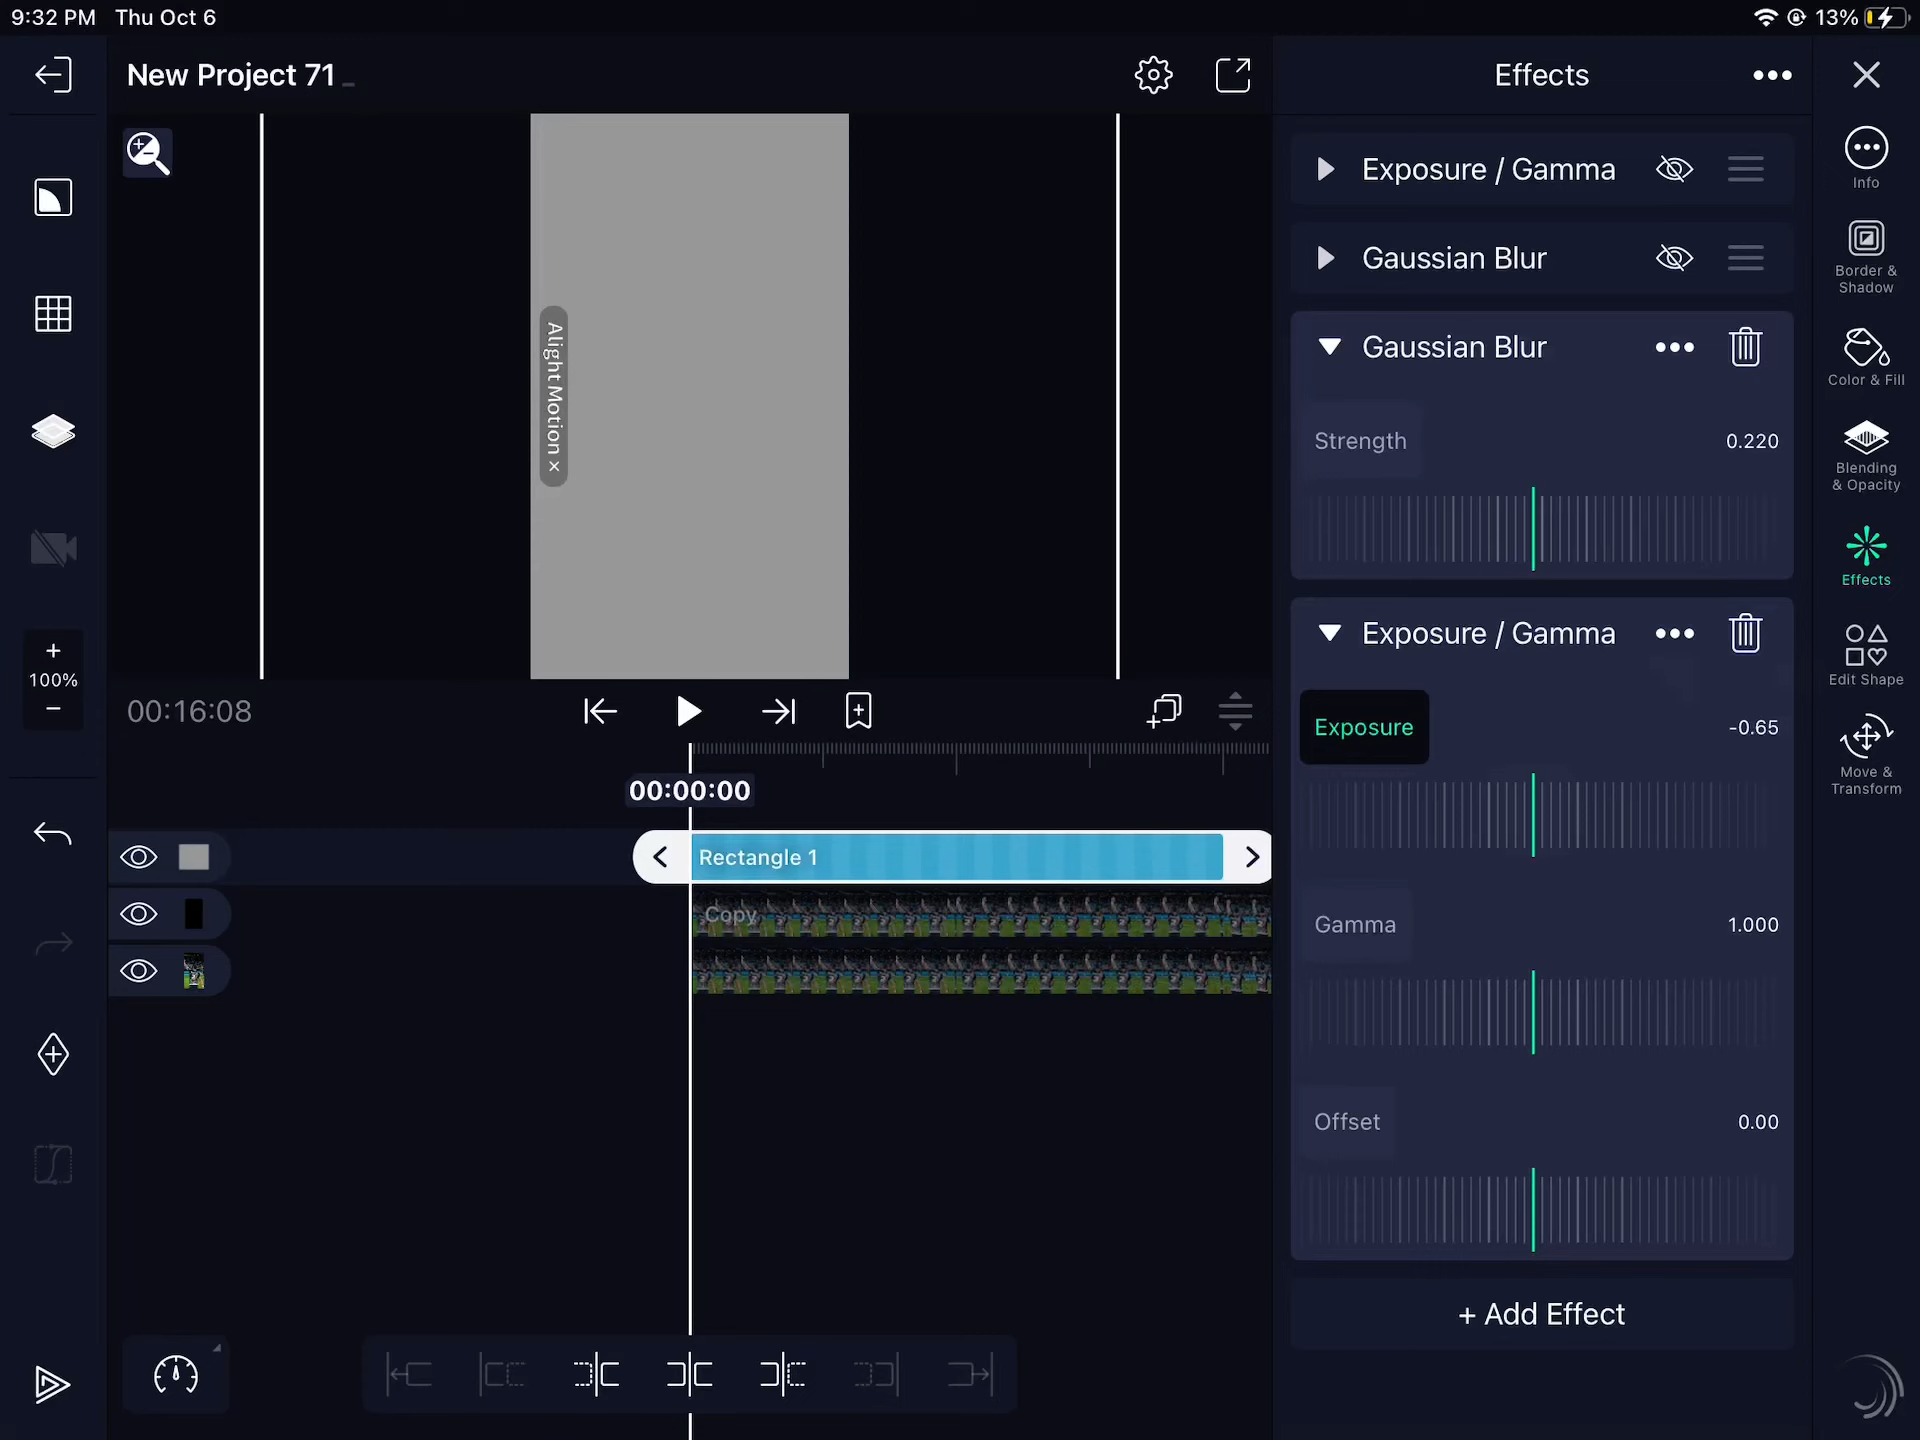 9:32 PM Thu Oct 6
13%
New Project 71
Effects
Info
Border &
Shadow
Color & Fill
Blending
& Opacity
Effects
Edit Shape
Move &
Transform
Exposure / Gamma
Gaussian Blur
Gaussian Blur
Strength 0.220
Exposure / Gamma
Exposure -0.65
Gamma 1.000
Offset 0.00
+ Add Effect
Alight Motion ×
+
100%
−
00:16:08
00:00:00
Rectangle 1
Copy